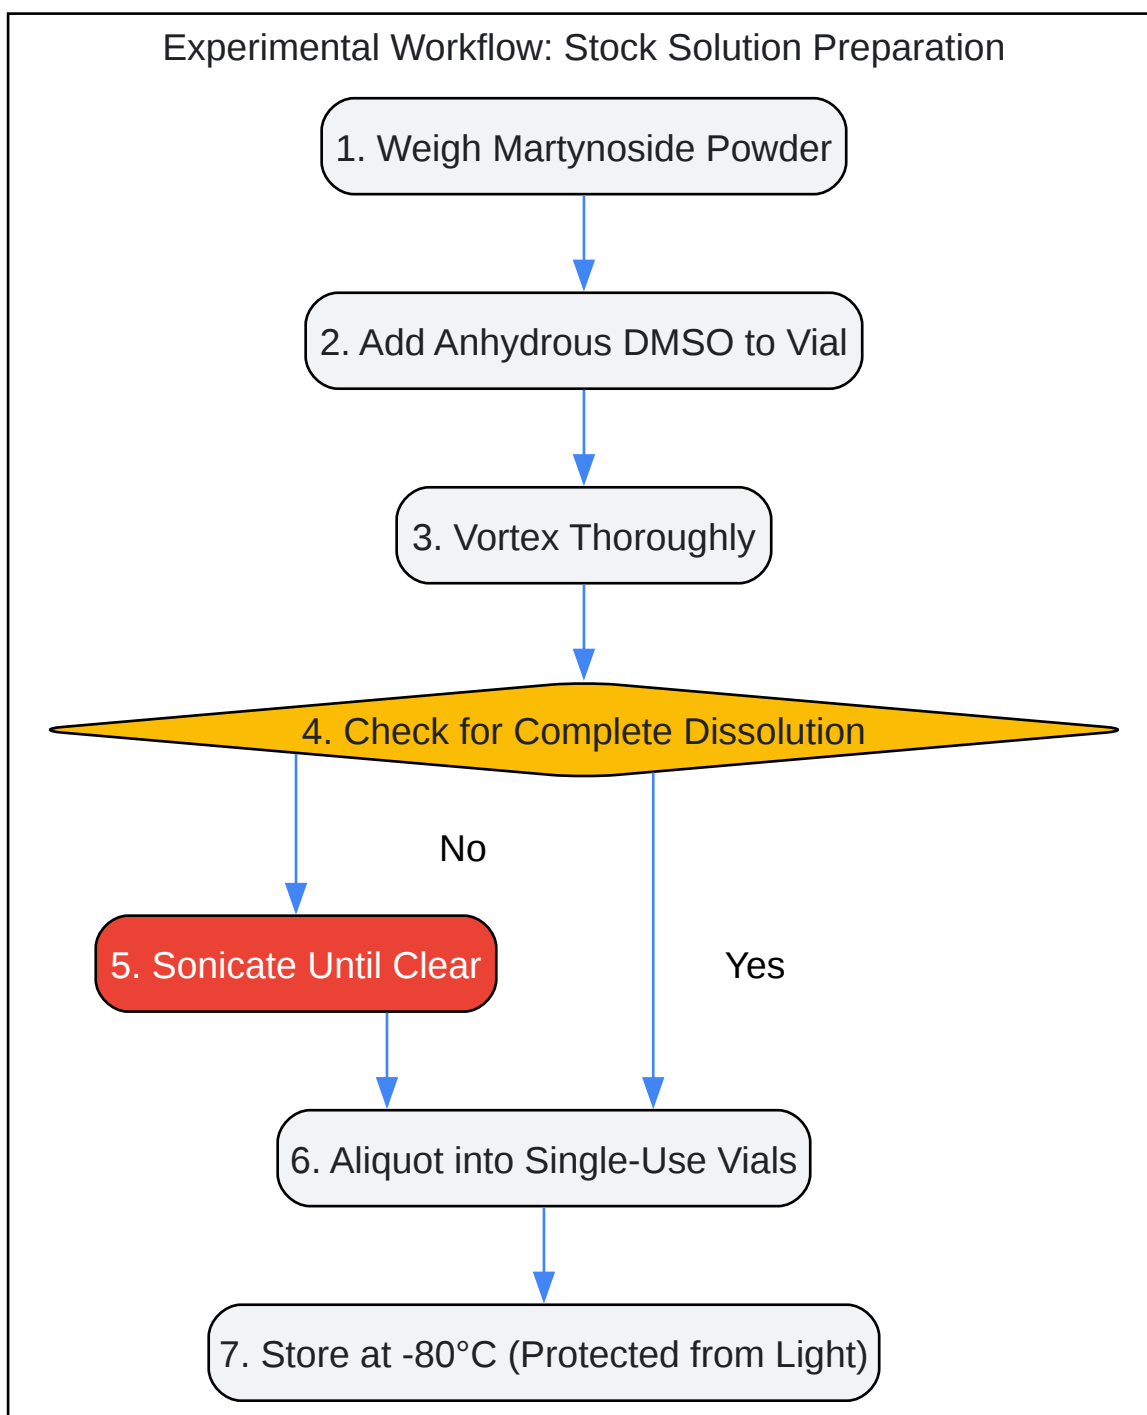 Experimental Workflow: Stock Solution Preparation
1. Weigh Martynoside Powder
2. Add Anhydrous DMSO to Vial
3. Vortex Thoroughly
4. Check for Complete Dissolution
No
5. Sonicate Until Clear
Yes
6. Aliquot into Single-Use Vials
7. Store at -80°C (Protected from Light)